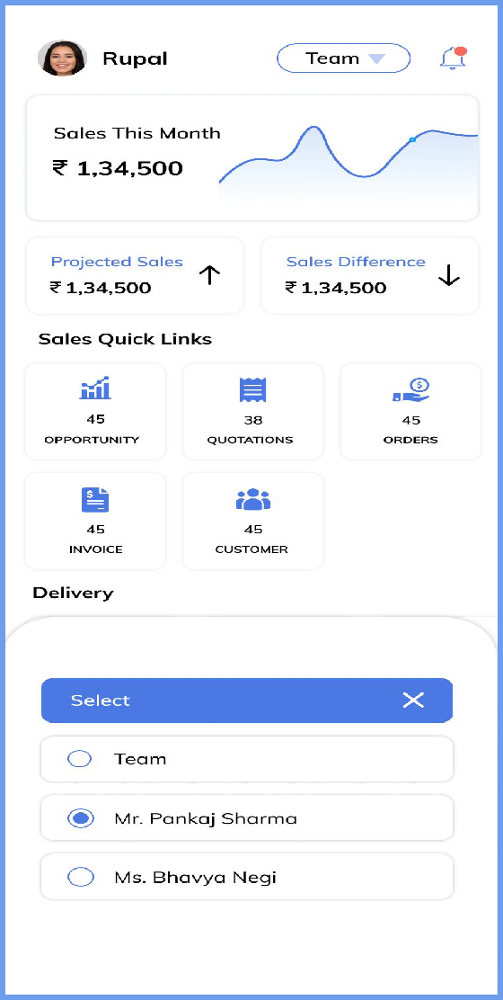 Rupal
Team
Sales This Month
₹ 1,34,500
Projected Sales
₹ 1,34,500
Sales Difference
₹ 1,34,500
Sales Quick Links
45
OPPORTUNITY
38
QUOTATIONS
45
ORDERS
45
INVOICE
45
CUSTOMER
Delivery
Select
Team
Mr. Pankaj Sharma
Ms. Bhavya Negi